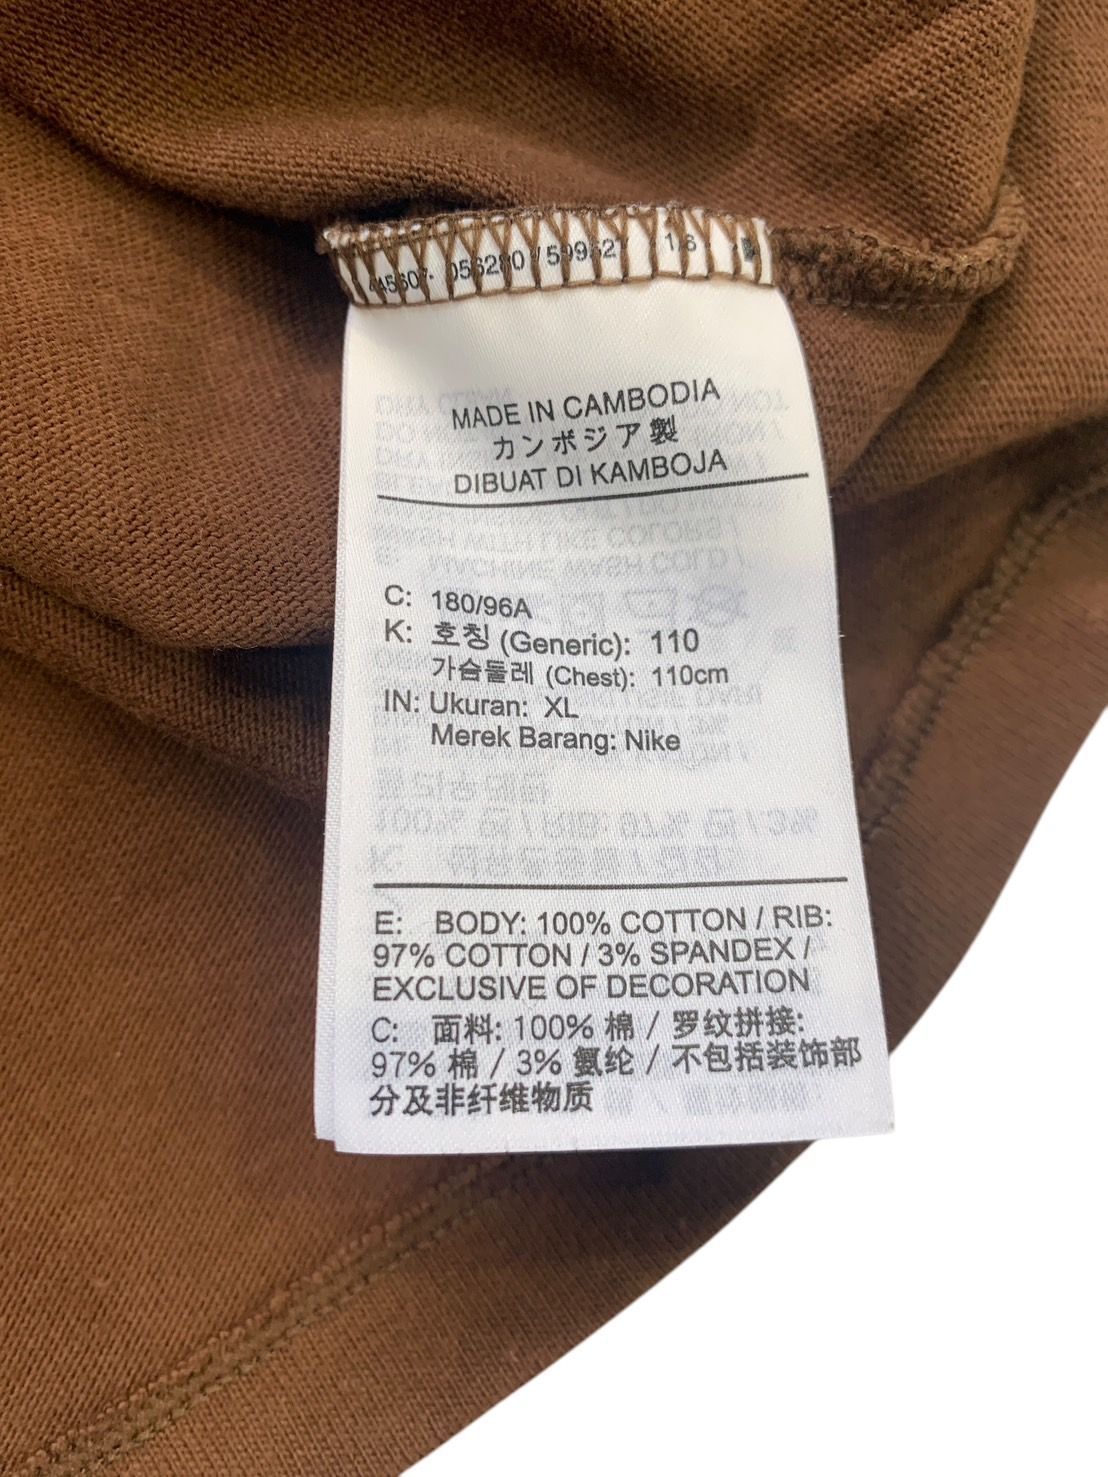 MADE IN CAMBODIA
カンボジア製
DIBUAT DI KAMBOJA
C: 180/96A
K: 호칭 (Generic): 110
가슴둘레 (Chest): 110cm
IN: Ukuran: XL
Merek Barang: Nike
E: BODY: 100% COTTON / RIB:
97% COTTON / 3% SPANDEX /
EXCLUSIVE OF DECORATION
C: 面料: 100% 棉 / 罗纹拼接:
97% 棉 / 3% 氨纶 / 不包括装饰部
分及非纤维物质